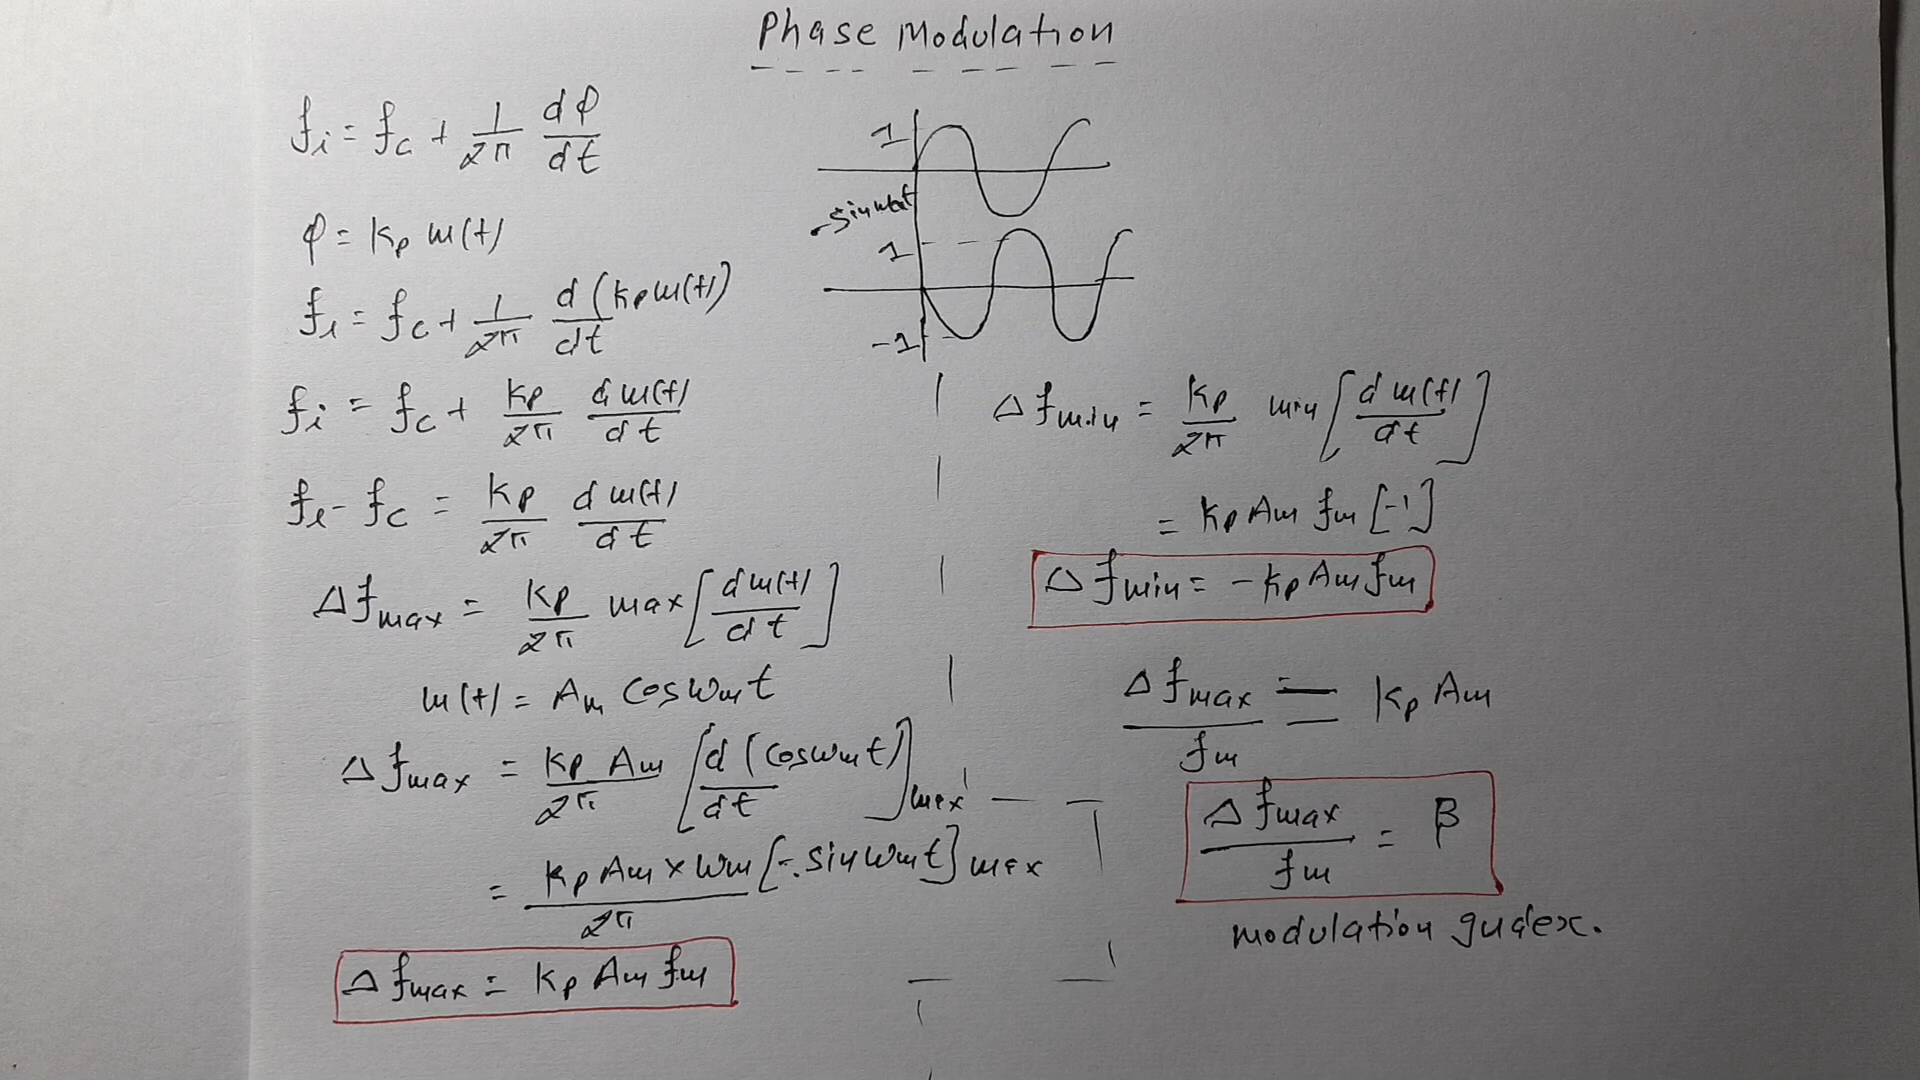 Phase Modulation
fi = fc + 1/2π dφ/dt
φ = kp m(t)
fi = fc + 1/2π d/dt (kp m(t))
fi = fc + kp/2π dm(t)/dt
fi - fc = kp/2π dm(t)/dt
Δfmax = kp/2π max [dm(t)/dt]
m(t) = Am cosωmt
Δfmax = kp Am/2π [d(cosωmt)/dt]max
= kp Am × ωm/2π [-sinωmt]max
Δfmax = kp Am fm
1
-sinωmt
1
-1
Δfmin = kp/2π min [dm(t)/dt]
= kp Am fm [-1]
Δfmin = - kp Am fm
Δfmax/fm = kp Am
Δfmax/fm = β
modulation index.